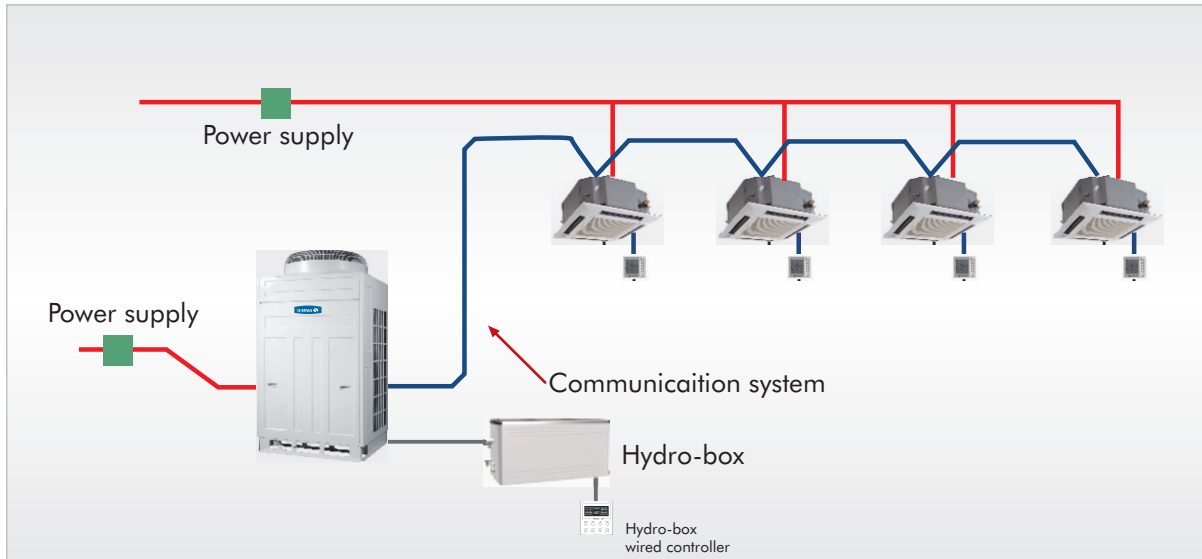 Power supply
Power supply
Communicaition system
Hydro-box
Hydro-box
wired controller